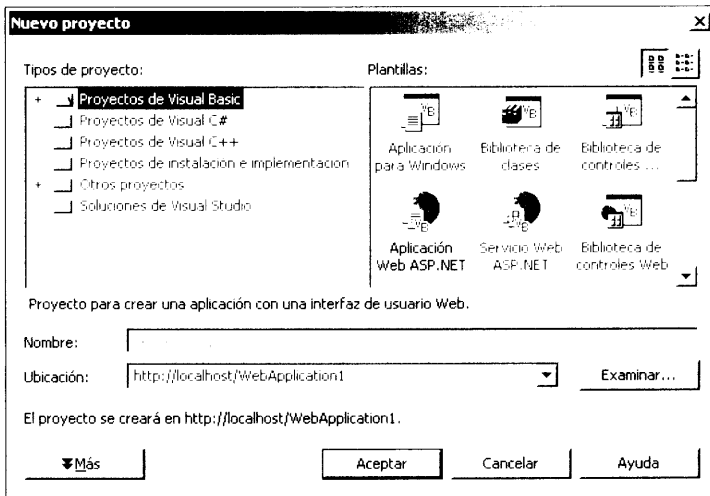 Nuevo proyecto
Tipos de proyecto:
Plantillas:
Proyectos de Visual Basic
Proyectos de Visual C#
Proyectos de Visual C++
Proyectos de instalación e implementación
Otros proyectos
Soluciones de Visual Studio
Aplicación para Windows
Biblioteca de clases
Biblioteca de controles ...
Aplicación Web ASP.NET
Servicio Web ASP.NET
Biblioteca de controles Web
Proyecto para crear una aplicación con una interfaz de usuario Web.
Nombre:
Ubicación:
http://localhost/WebApplication1
Examinar...
El proyecto se creará en http://localhost/WebApplication1.
Más
Aceptar
Cancelar
Ayuda